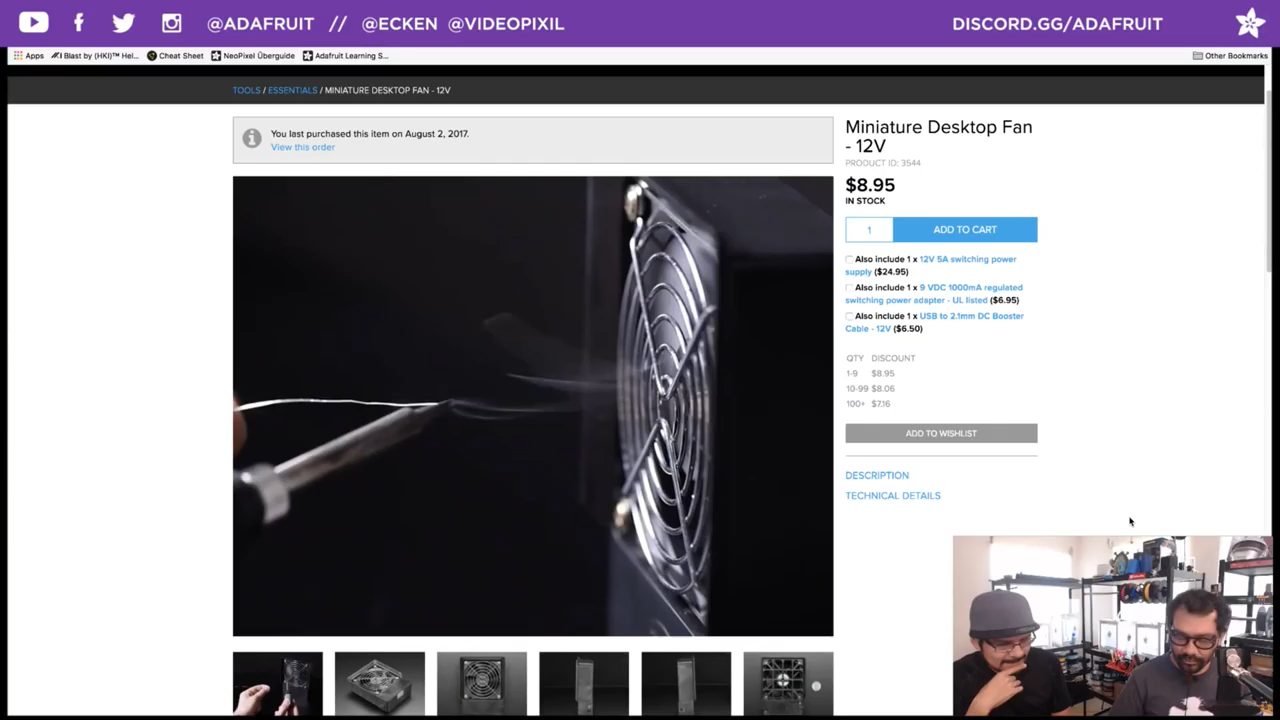 @ADAFRUIT // @ECKEN @VIDEOPIXIL
DISCORD.GG/ADAFRUIT
Apps
Blast by (HKI)™ Hel...
Cheat Sheet
NeoPixel Überguide
Adafruit Learning S...
Other Bookmarks
TOOLS / ESSENTIALS / MINIATURE DESKTOP FAN - 12V
You last purchased this item on August 2, 2017.
View this order
Miniature Desktop Fan
- 12V
PRODUCT ID: 3544
$8.95
IN STOCK
1
ADD TO CART
Also include 1 x 12V 5A switching power
supply ($24.95)
Also include 1 x 9 VDC 1000mA regulated
switching power adapter - UL listed ($6.95)
Also include 1 x USB to 2.1mm DC Booster
Cable - 12V ($6.50)
QTY DISCOUNT
1-9 $8.95
10-99 $8.06
100+ $7.16
ADD TO WISHLIST
DESCRIPTION
TECHNICAL DETAILS